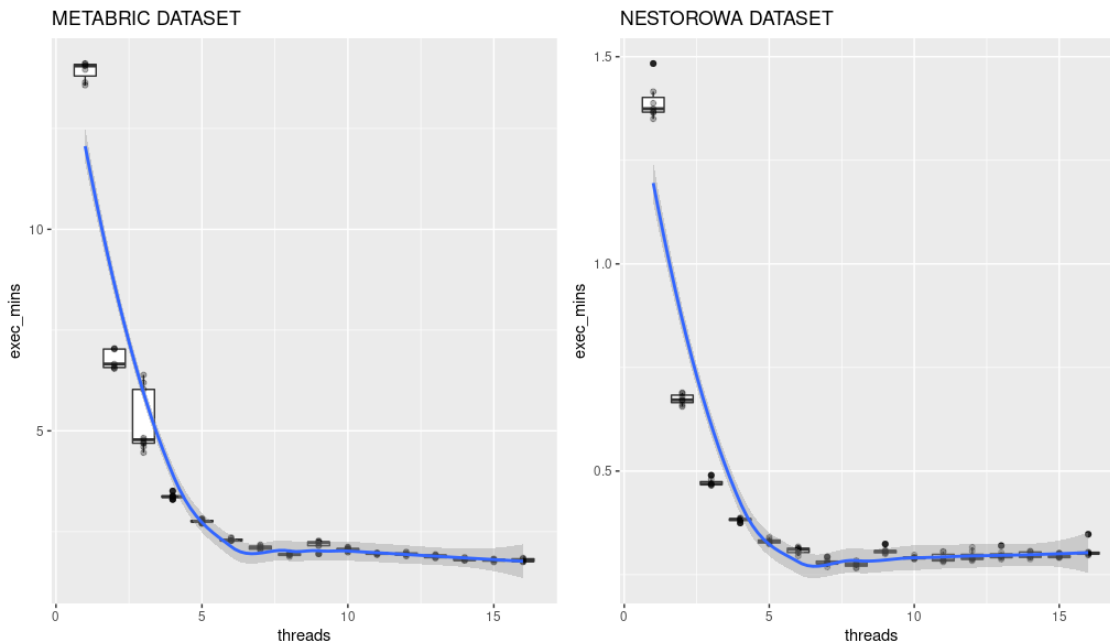 METABRIC DATASET
10
5
exec_mins
0
5
10
15
threads
NESTOROWA DATASET
1.5
1.0
0.5
exec_mins
0
5
10
15
threads